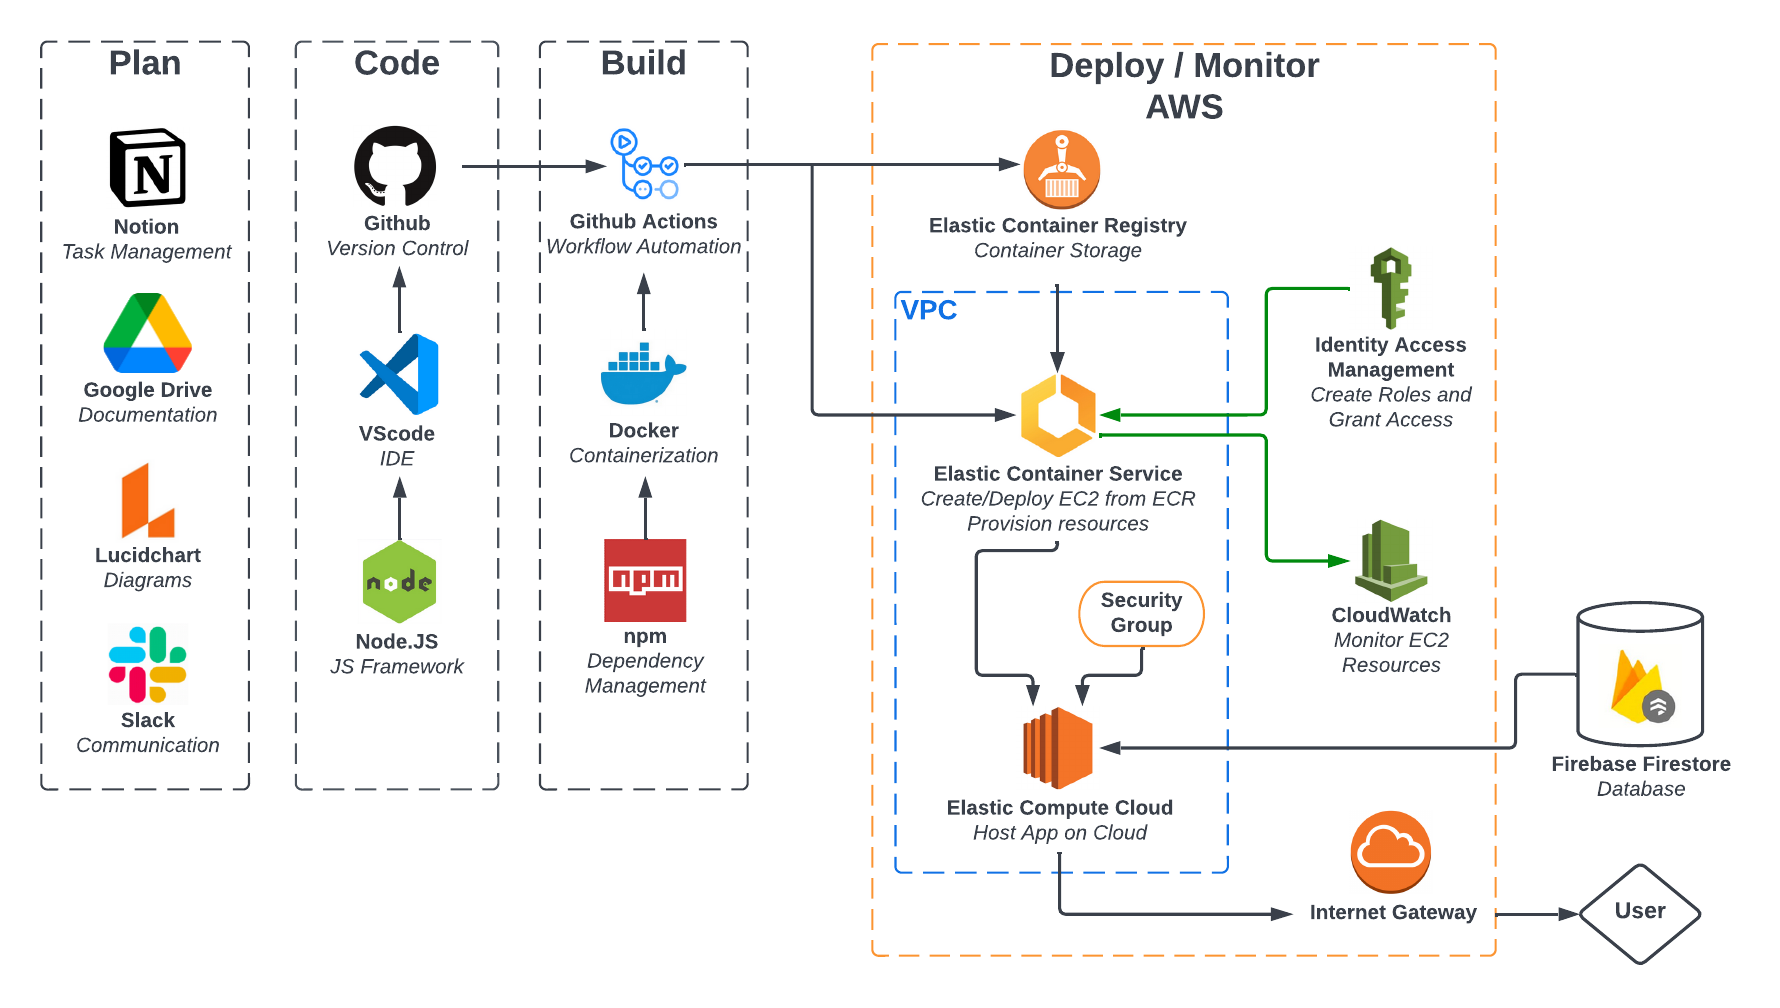 Plan
Notion
Task Management
Google Drive
Documentation
Lucidchart
Diagrams
Slack
Communication
Code
Github
Version Control
VScode
IDE
node
Node.JS
JS Framework
Build
Github Actions
Workflow Automation
Docker
Containerization
npm
npm
Dependency
Management
Deploy / Monitor
AWS
Elastic Container Registry
Container Storage
VPC
Elastic Container Service
Create/Deploy EC2 from ECR
Provision resources
Security
Group
Elastic Compute Cloud
Host App on Cloud
Identity Access
Management
Create Roles and
Grant Access
CloudWatch
Monitor EC2
Resources
Internet Gateway
Firebase Firestore
Database
User